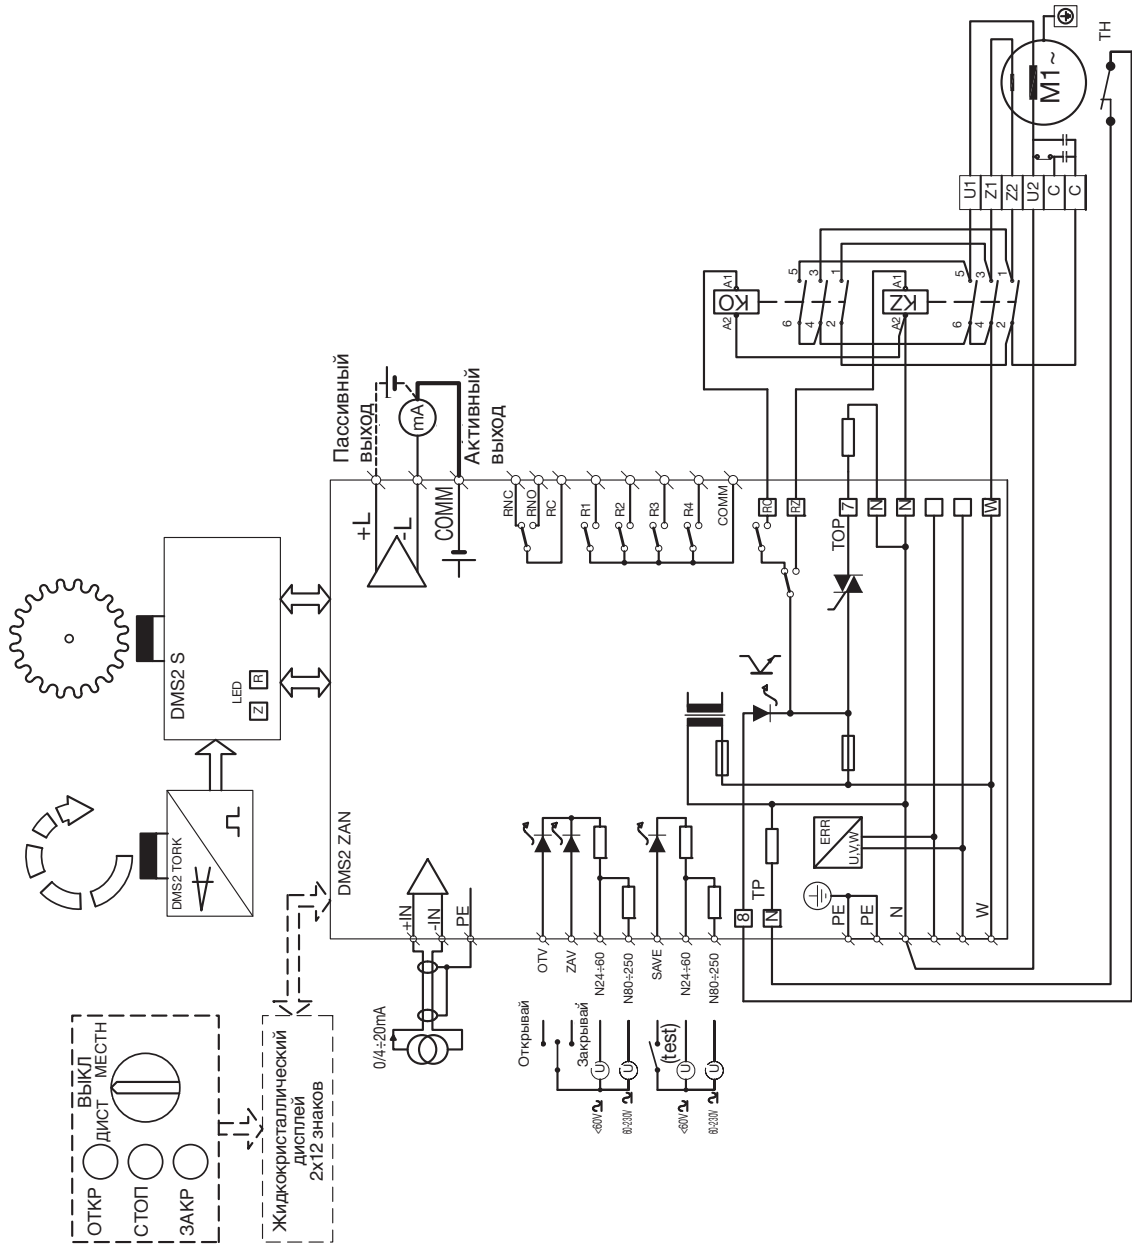 ОТКР
СТОП
ЗАКР
ДИСТ
ВЫКЛ
МЕСТН
Жидкокристаллический
дисплей
2x12 знаков
DMS2 TORK
DMS2 S
LED
Z
R
DMS2 ZAN
0/4÷20mA
+IN
-IN
PE
+L
-L
COMM
Пассивный
выход
mA
Активный
выход
RNC
RNO
RC
R1
R2
R3
R4
COMM
Открывай
Закрывай
<60V
U
60-230V
U
OTV
ZAV
N24÷60
N80÷250
(test)
<60V
U
60-230V
U
SAVE
N24÷60
N80÷250
8
TP
N
RO
RZ
TOP
7
N
N
W
ERR
U,V,W
PE
PE
N
W
KO
A1
A2
5
3
1
6
4
2
KZ
A1
A2
5
3
1
6
4
2
U1
Z1
Z2
U2
C
C
M1~
TH